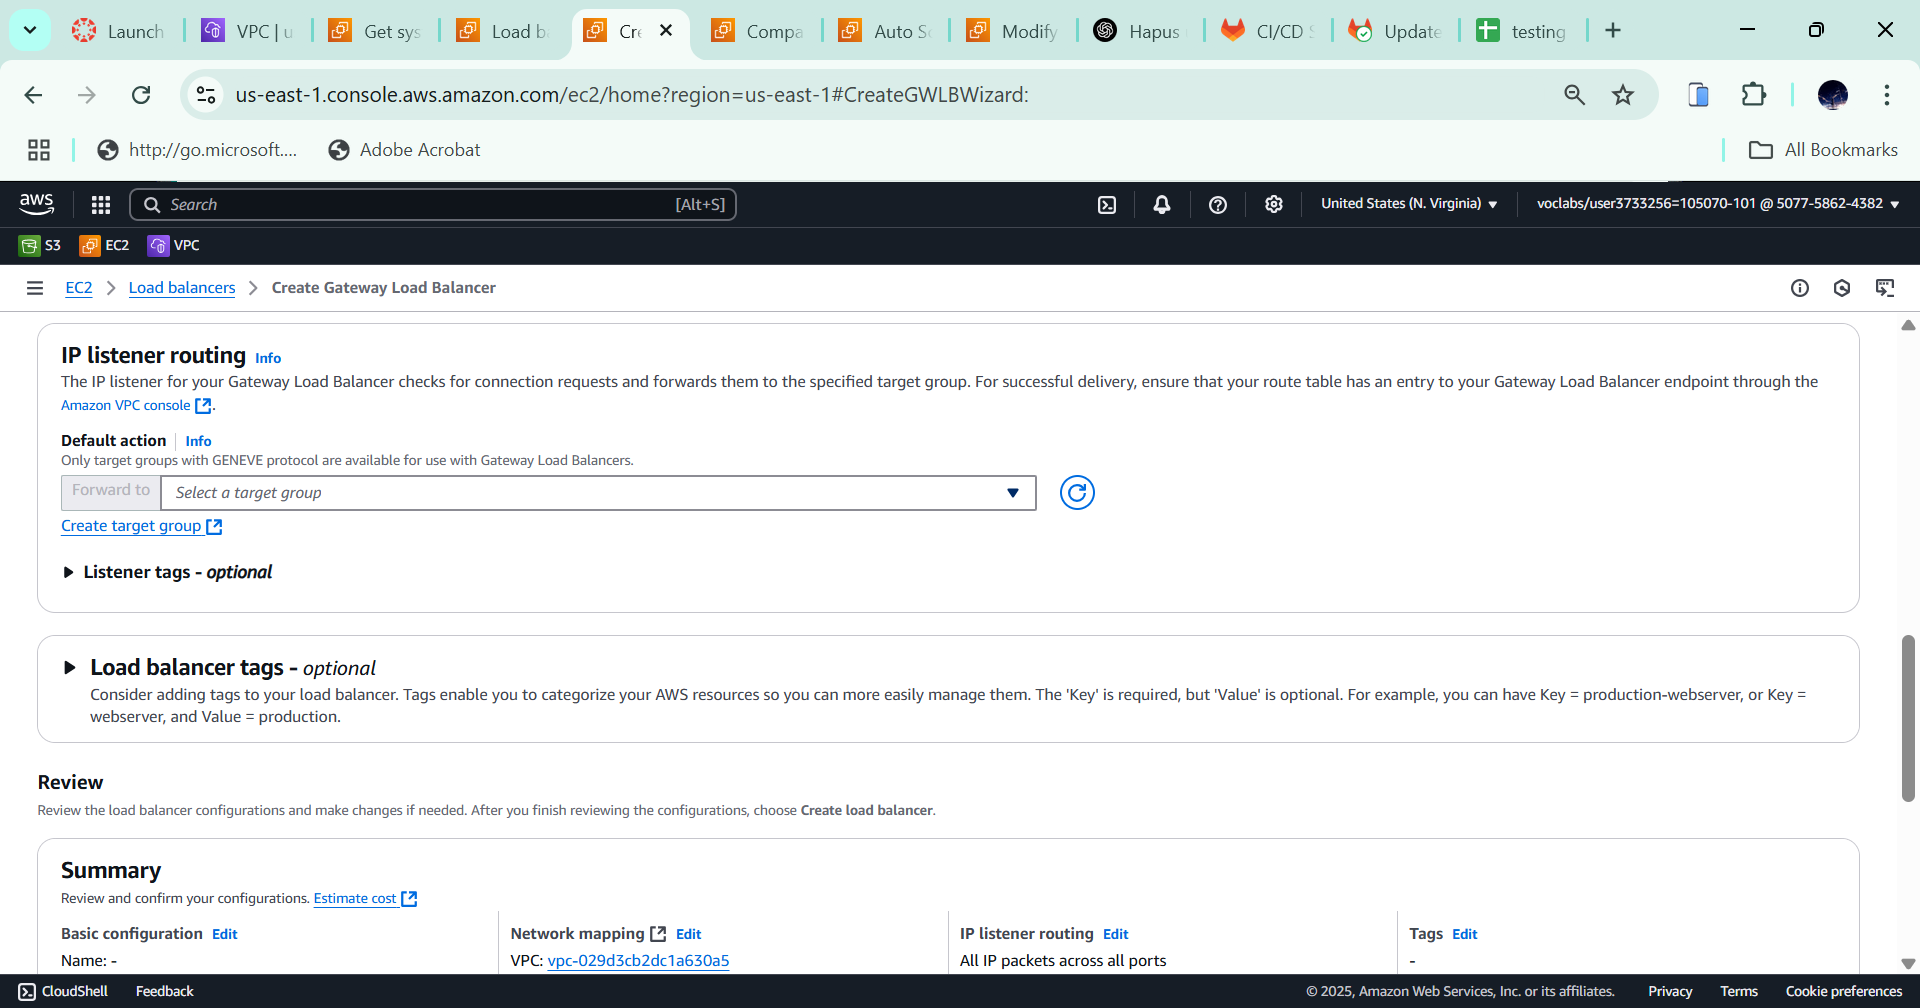 Launch
VPC | u
Get sys
Load ba
Cre
Compa
Auto Sc
Modify
Hapus
CI/CD S
Update
testing
us-east-1.console.aws.amazon.com/ec2/home?region=us-east-1#CreateGWLBWizard:
http://go.microsoft....
Adobe Acrobat
All Bookmarks
aws
Search
[Alt+S]
United States (N. Virginia)
voclabs/user3733256=105070-101 @ 5077-5862-4382
S3
EC2
VPC
EC2 > Load balancers > Create Gateway Load Balancer
IP listener routing Info
The IP listener for your Gateway Load Balancer checks for connection requests and forwards them to the specified target group. For successful delivery, ensure that your route table has an entry to your Gateway Load Balancer endpoint through the
Amazon VPC console.
Default action | Info
Only target groups with GENEVE protocol are available for use with Gateway Load Balancers.
Forward to
Select a target group
Create target group
Listener tags - optional
Load balancer tags - optional
Consider adding tags to your load balancer. Tags enable you to categorize your AWS resources so you can more easily manage them. The 'Key' is required, but 'Value' is optional. For example, you can have Key = production-webserver, or Key =
webserver, and Value = production.
Review
Review the load balancer configurations and make changes if needed. After you finish reviewing the configurations, choose Create load balancer.
Summary
Review and confirm your configurations. Estimate cost
Basic configuration Edit
Name: -
Network mapping Edit
VPC: vpc-029d3cb2dc1a630a5
IP listener routing Edit
All IP packets across all ports
Tags Edit
-
CloudShell
Feedback
© 2025, Amazon Web Services, Inc. or its affiliates.
Privacy
Terms
Cookie preferences